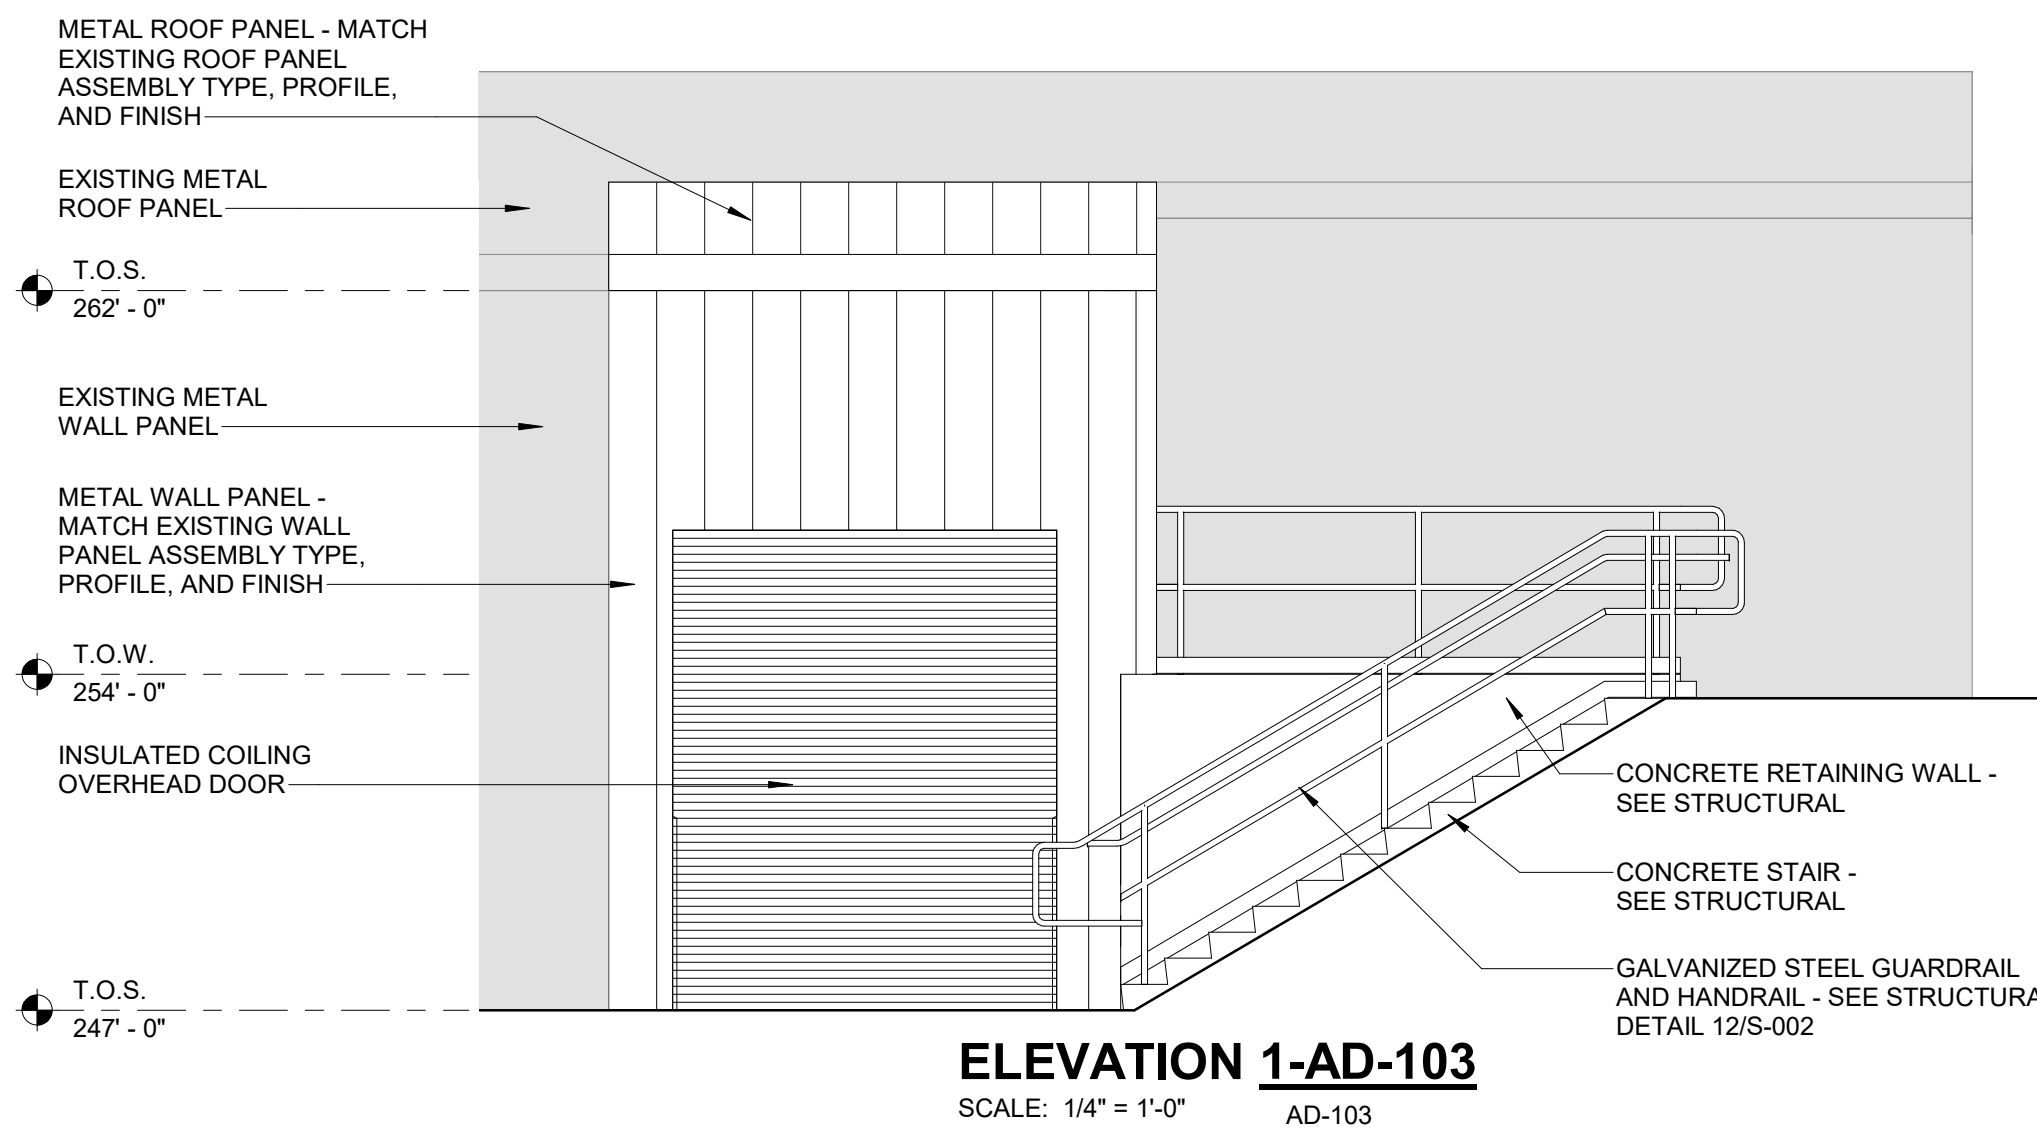 METAL ROOF PANEL - MATCH
EXISTING ROOF PANEL
ASSEMBLY TYPE, PROFILE,
AND FINISH
EXISTING METAL
ROOF PANEL
T.O.S.
262' - 0"
EXISTING METAL
WALL PANEL
METAL WALL PANEL -
MATCH EXISTING WALL
PANEL ASSEMBLY TYPE,
PROFILE, AND FINISH
T.O.W.
254' - 0"
INSULATED COILING
OVERHEAD DOOR
T.O.S.
247' - 0"
CONCRETE RETAINING WALL -
SEE STRUCTURAL
CONCRETE STAIR -
SEE STRUCTURAL
GALVANIZED STEEL GUARDRAIL
AND HANDRAIL - SEE STRUCTURA
DETAIL 12/S-002
ELEVATION 1-AD-103
SCALE: 1/4" = 1'-0"
AD-103